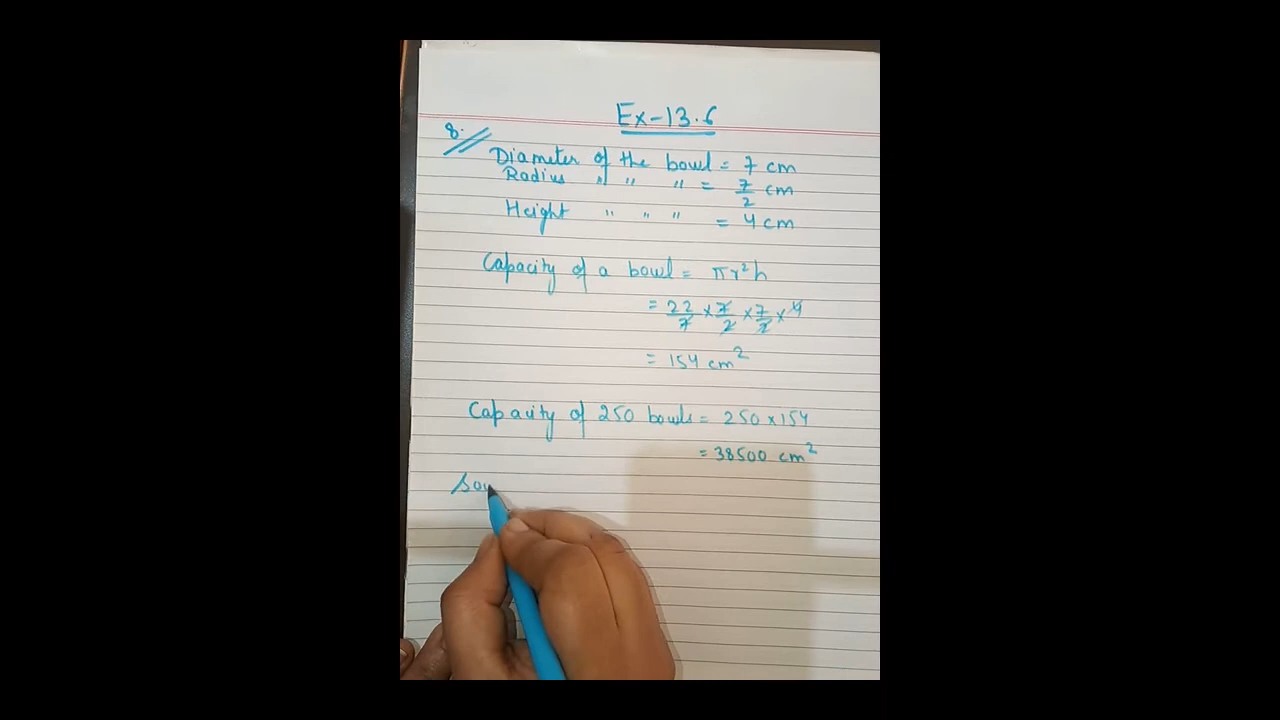 Ex-13.6
8.
Diameter of the bowl = 7 cm
Radius " " " = 7/2 cm
Height " " " = 4 cm
Capacity of a bowl = πr²h
= 22/7 × 7/2 × 7/2 × 4
= 154 cm²
Capacity of 250 bowls = 250 × 154
= 38500 cm²